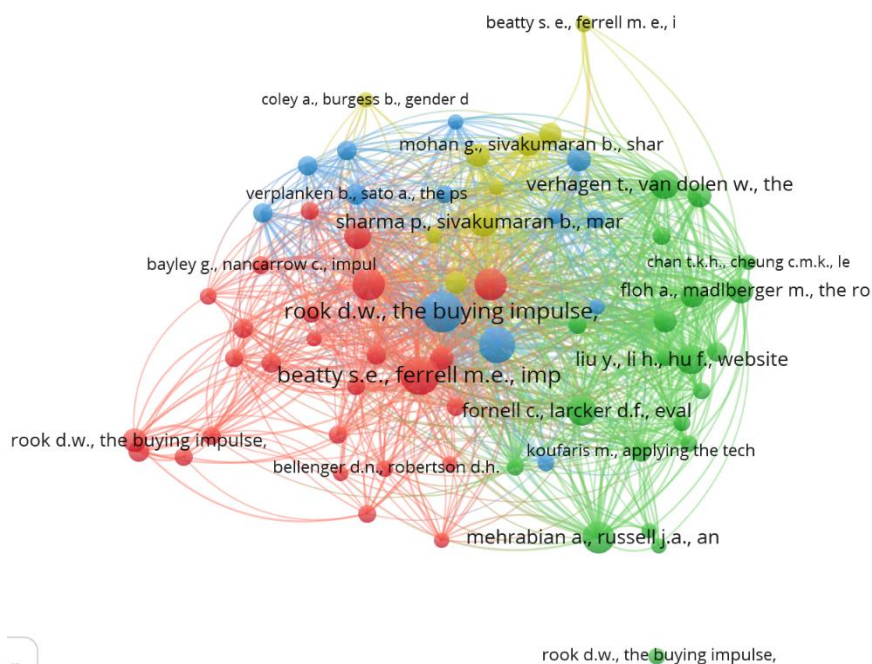 beatty s. e., ferrell m. e., i
coley a., burgess b., gender d
mohan g., sivakumaran b., shar
verhagen t., van dolen w., the
verplanken b., sato a., the ps
sharma p., sivakumaran b., mar
bayley g., nancarrow c., impul
chan t.k.h., cheung c.m.k., le
floh a., madlberger m., the ro
rook d.w., the buying impulse,
liu y., li h., hu f., website
beatty s.e., ferrell m.e., imp
fornell c., larcker d.f., eval
rook d.w., the buying impulse,
koufaris m., applying the tech
bellenger d.n., robertson d.h.
mehrabian a., russell j.a., an
rook d.w., the buying impulse,